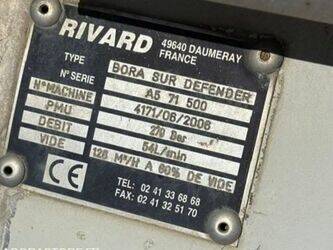 RIVARD 49640 DAUMERAY
FRANCE
TYPE BORA SUR DEFENDER
N° SERIE A5 71 500
N° MACHINE 4171/06/2006
PMU 270 Bar
DEBIT 54L/min
VIDE 126 M³/H A 60% DE VIDE
CE
TEL: 02 41 33 68 68
FAX: 02 41 32 51 70